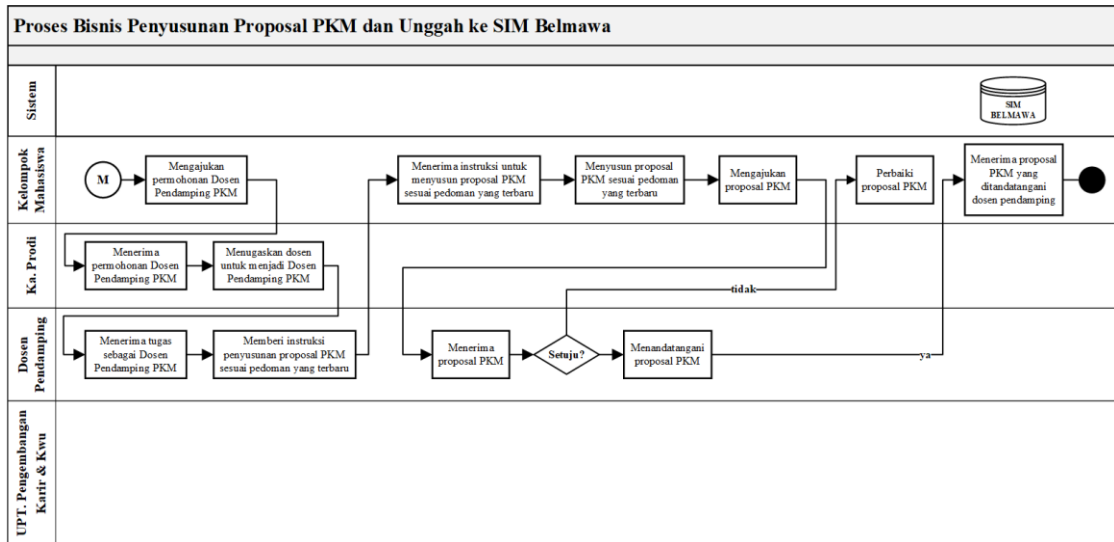 Proses Bisnis Penyusunan Proposal PKM dan Unggah ke SIM Belmawa
Sistem
SIM
BELMAWA
Kelompok
Mahasiswa
M
Mengajukan
permohonan Dosen
Pendamping PKM
Menerima instruksi untuk
menyusun proposal PKM
sesuai pedoman yang terbaru
Menyusun proposal
PKM sesuai pedoman
yang terbaru
Mengajukan
proposal PKM
Perbaiki
proposal PKM
Menerima proposal
PKM yang
ditandatangani
dosen pendamping
Ka. Prodi
Menerima
permohonan Dosen
Pendamping PKM
Menugaskan dosen
untuk menjadi Dosen
Pendamping PKM
tidak
Dosen
Pendamping
Menerima tugas
sebagai Dosen
Pendamping PKM
Memberi instruksi
penyusunan proposal PKM
sesuai pedoman yang terbaru
Menerima
proposal PKM
Setuju?
Menandatangani
proposal PKM
ya
UPT. Pengembangan
Karir & Kwu